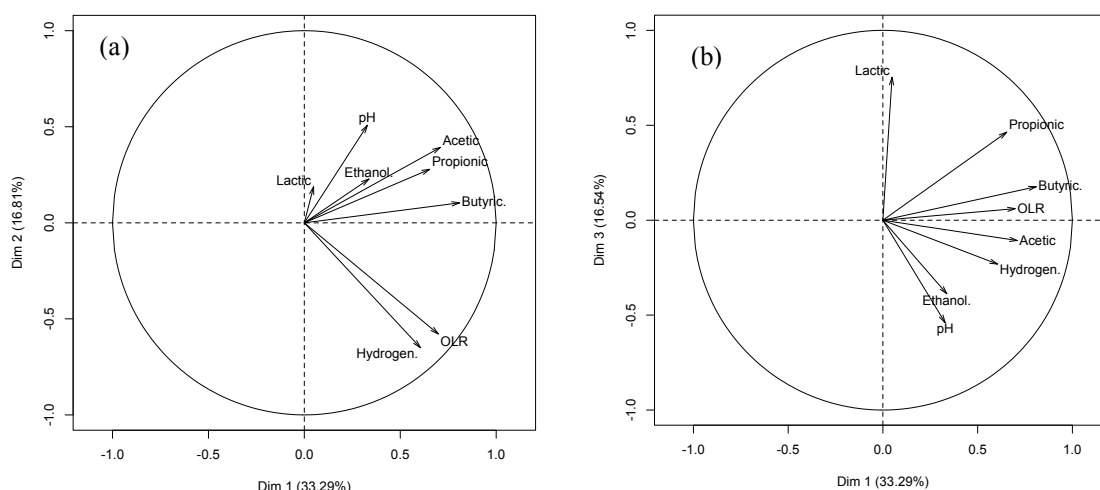 (a)
1.0
0.5
0.0
-0.5
-1.0
Dim 2 (16.81%)
pH
Acetic
Propionic
Ethanol.
Lactic
Butyric.
OLR
Hydrogen.
-1.0 -0.5 0.0 0.5 1.0
Dim 1 (33.29%)
(b)
1.0
0.5
0.0
-0.5
-1.0
Dim 3 (16.54%)
Lactic
Propionic
Butyric.
OLR
Acetic
Hydrogen.
Ethanol.
pH
-1.0 -0.5 0.0 0.5 1.0
Dim 1 (33.29%)